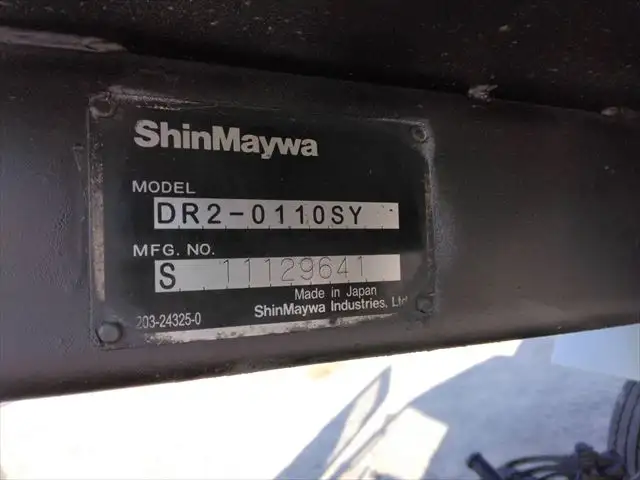 ShinMaywa
MODEL
DR2-0110SY
MFG. NO.
S 11129641
Made in Japan
ShinMaywa Industries, Ltd
203-24325-0